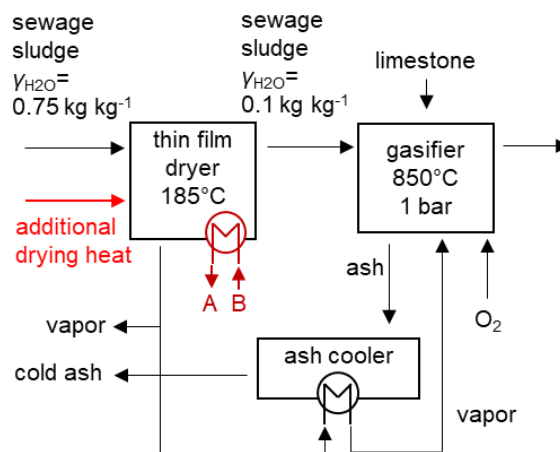 sewage
sludge
γH2O=
0.75 kg kg⁻¹
sewage
sludge
γH2O=
0.1 kg kg⁻¹
limestone
thin film
dryer
185°C
gasifier
850°C
1 bar
additional
drying heat
A B
ash
O₂
vapor
cold ash
ash cooler
vapor